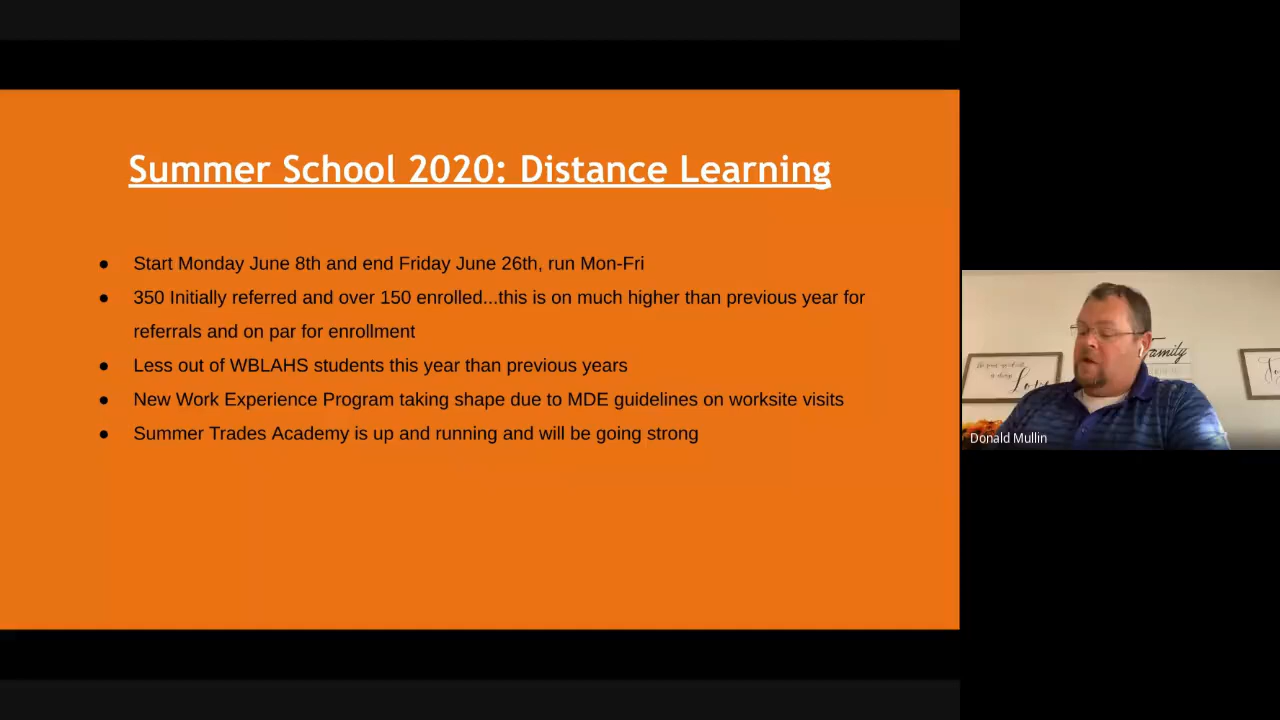 Summer School 2020: Distance Learning
● Start Monday June 8th and end Friday June 26th, run Mon-Fri
● 350 Initially referred and over 150 enrolled...this is on much higher than previous year for
referrals and on par for enrollment
● Less out of WBLAHS students this year than previous years
● New Work Experience Program taking shape due to MDE guidelines on worksite visits
● Summer Trades Academy is up and running and will be going strong
Family
Donald Mullin